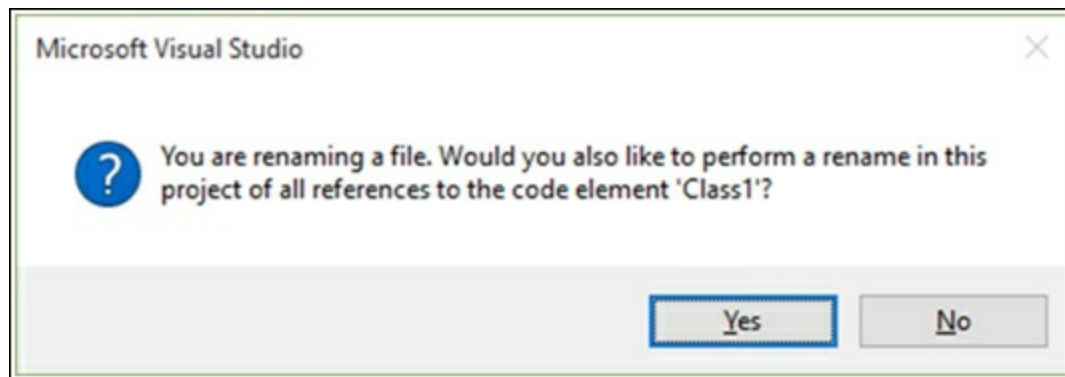 Microsoft Visual Studio
?
You are renaming a file. Would you also like to perform a rename in this
project of all references to the code element 'Class1'?
Yes
No